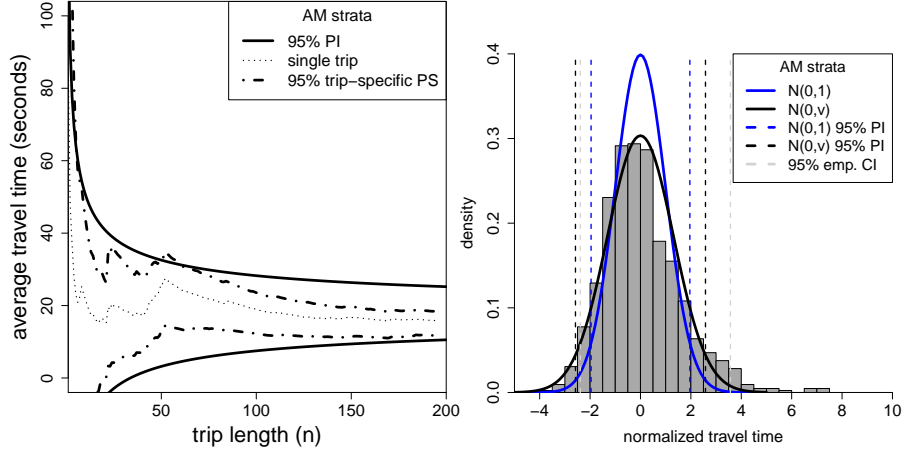 AM strata
95% PI
single trip
95% trip-specific PS
average travel time (seconds)
0
20
40
60
80
100
50
100
150
200
trip length (n)
AM strata
N(0,1)
N(0,v)
N(0,1) 95% PI
N(0,v) 95% PI
95% emp. CI
density
0.0
0.1
0.2
0.3
0.4
−4
−2
0
2
4
6
8
10
normalized travel time